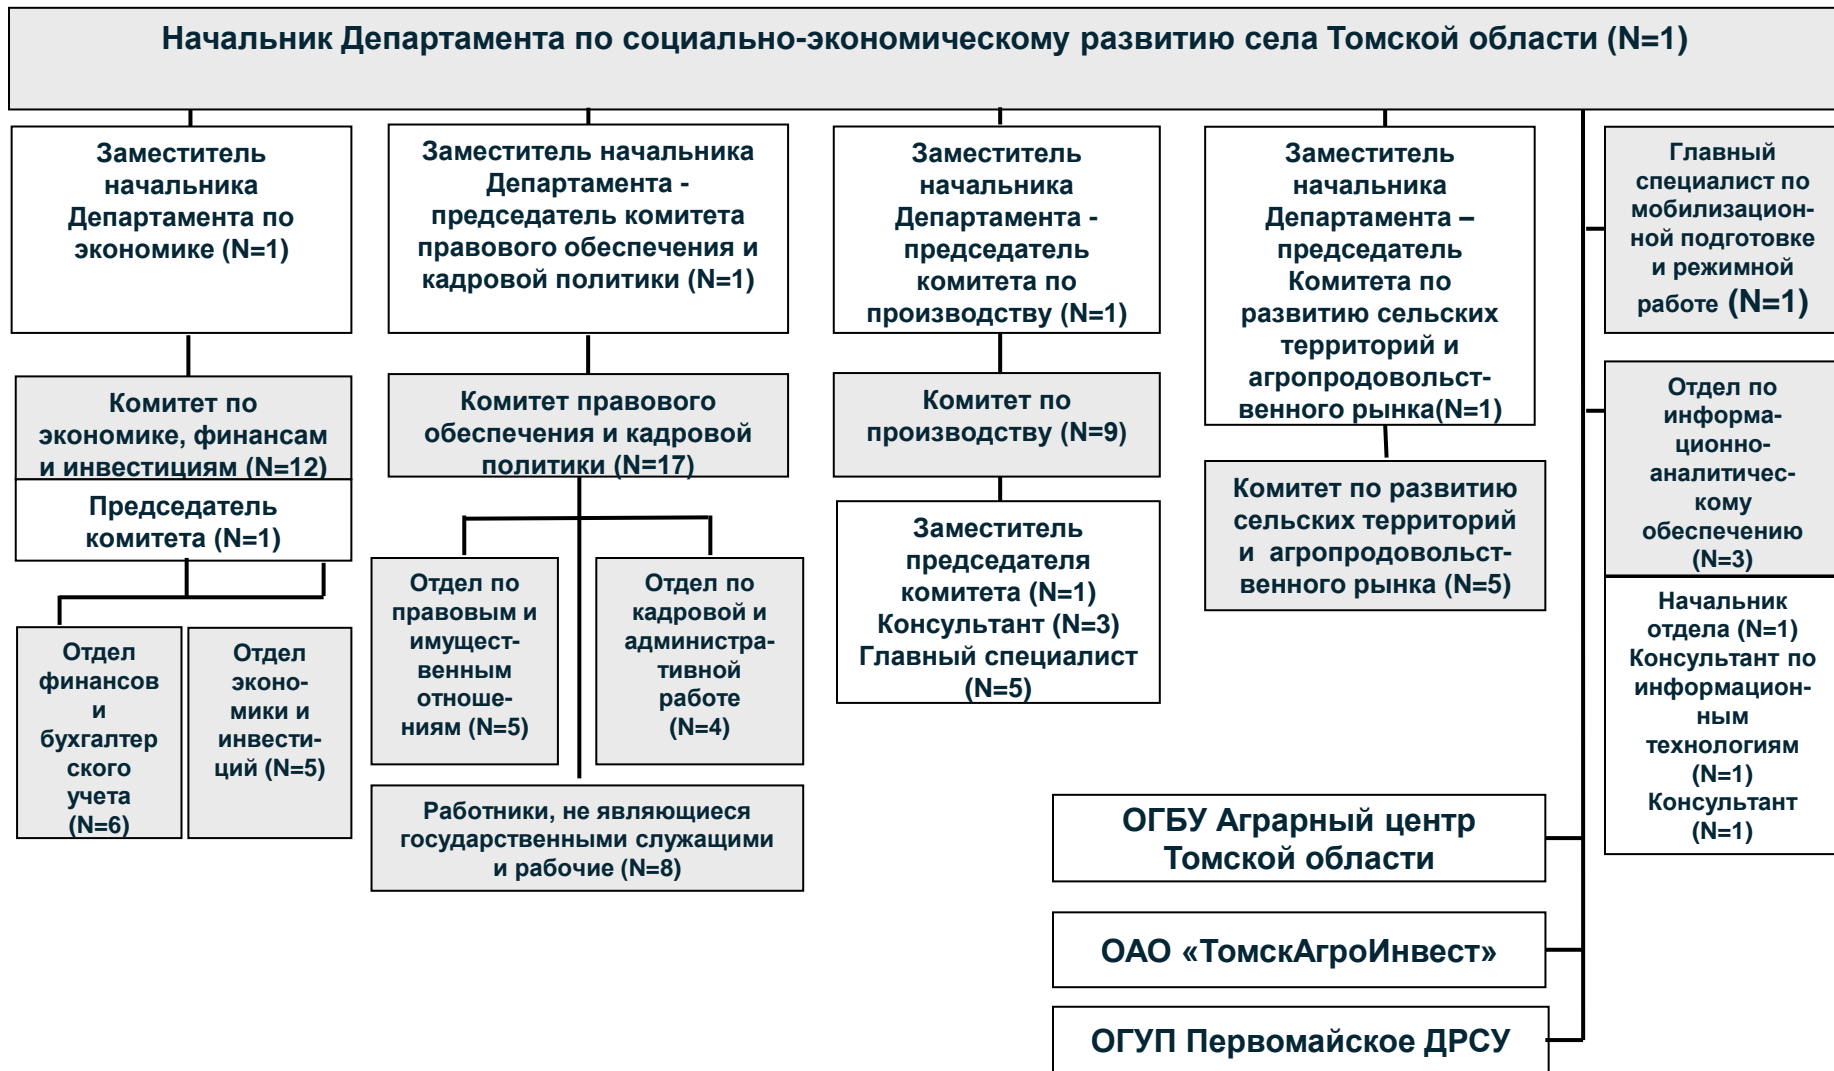 Начальник Департамента по социально-экономическому развитию села Томской области (N=1)
Заместитель
начальника
Департамента по
экономике (N=1)
Комитет по
экономике, финансам
и инвестициям (N=12)
Председатель
комитета (N=1)
Отдел
финансов
и
бухгалтер
ского
учета
(N=6)
Отдел
эконо-
мики и
инвести-
ций (N=5)
Заместитель начальника
Департамента -
председатель комитета
правового обеспечения и
кадровой политики (N=1)
Комитет правового
обеспечения и кадровой
политики (N=17)
Отдел по
правовым и
имущест-
венным
отноше-
ниям (N=5)
Отдел по
кадровой и
администра-
тивной
работе
(N=4)
Работники, не являющиеся
государственными служащими
и рабочие (N=8)
Заместитель
начальника
Департамента -
председатель
комитета по
производству (N=1)
Комитет по
производству (N=9)
Заместитель
председателя
комитета (N=1)
Консультант (N=3)
Главный специалист
(N=5)
Заместитель
начальника
Департамента –
председатель
Комитета по
развитию сельских
территорий и
агропродовольст-
венного рынка(N=1)
Комитет по развитию
сельских территорий
и агропродовольст-
венного рынка (N=5)
Главный
специалист по
мобилизацион-
ной подготовке
и режимной
работе (N=1)
Отдел по
информа-
ционно-
аналитичес-
кому
обеспечению
(N=3)
Начальник
отдела (N=1)
Консультант по
информацион-
ным
технологиям
(N=1)
Консультант
(N=1)
ОГБУ Аграрный центр
Томской области
ОАО «ТомскАгроИнвест»
ОГУП Первомайское ДРСУ